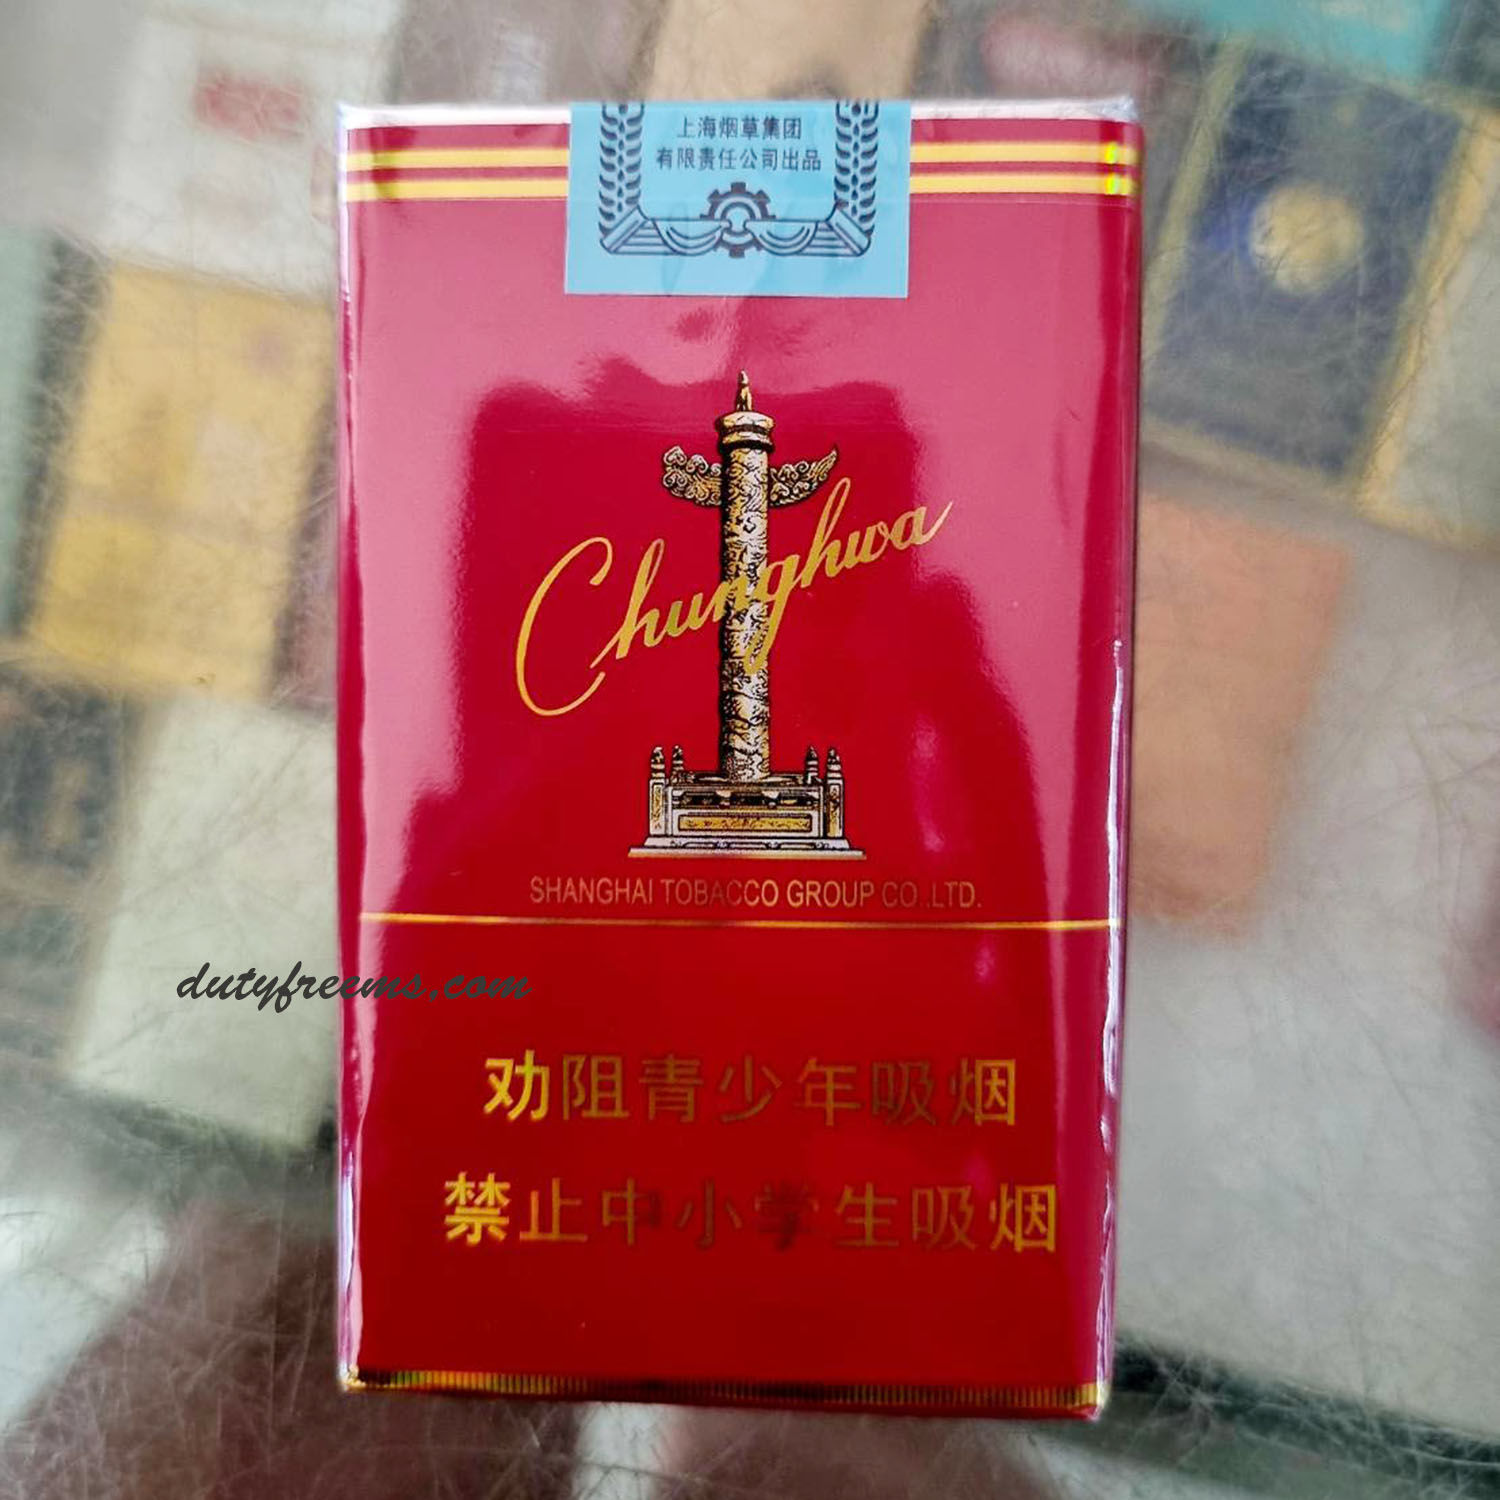 上海烟草集团
有限责任公司出品
Chunghwa
SHANGHAI TOBACCO GROUP CO.,LTD.
dutyfreems.com
劝阻青少年吸烟
禁止中小学生吸烟